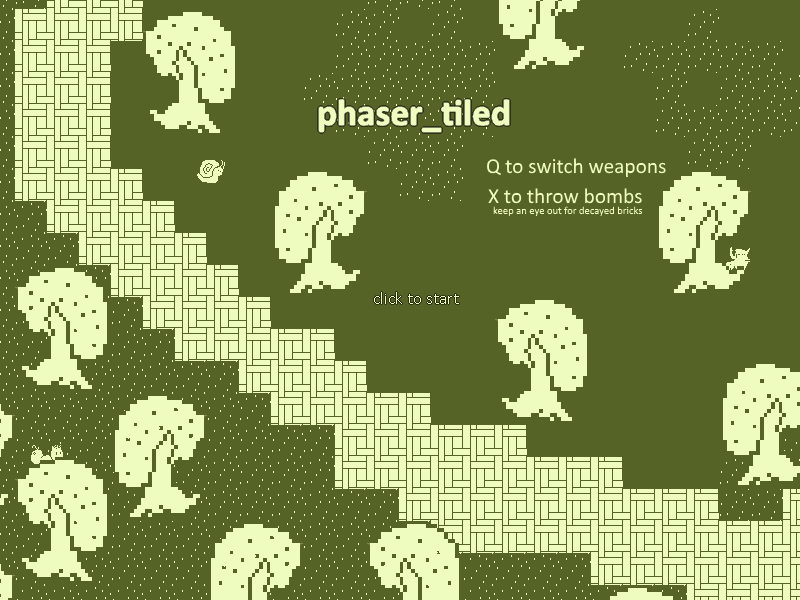 phaser_tiled
Q to switch weapons
X to throw bombs
keep an eye out for decayed bricks
click to start